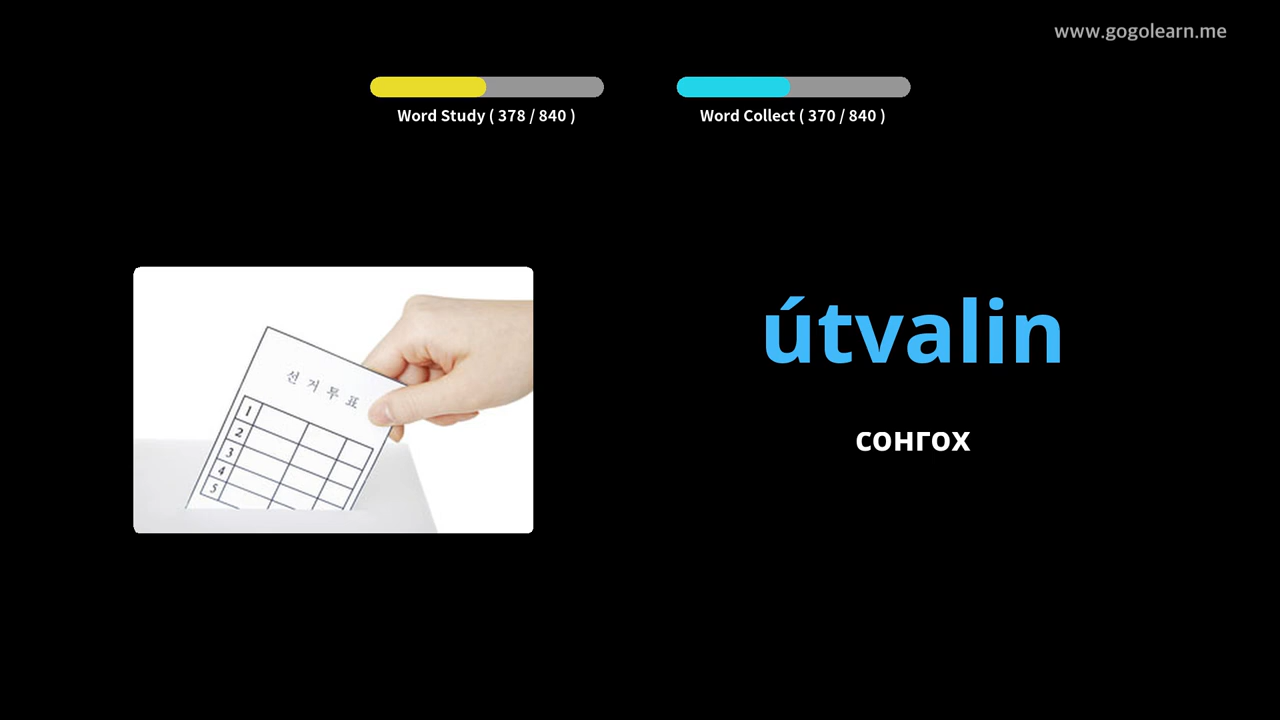 www.gogolearn.me
Word Study ( 378 / 840 )
Word Collect ( 370 / 840 )
선거투표
1
2
3
4
5
útvalin
сонгох